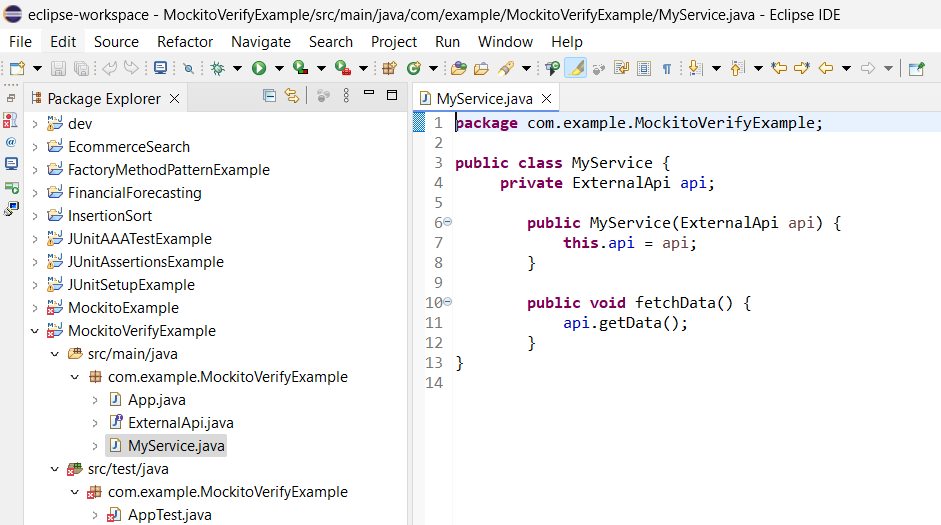 eclipse-workspace - MockitoVerifyExample/src/main/java/com/example/MockitoVerifyExample/MyService.java - Eclipse IDE
File Edit Source Refactor Navigate Search Project Run Window Help
Package Explorer
dev
EcommerceSearch
FactoryMethodPatternExample
FinancialForecasting
InsertionSort
JUnitAAATestExample
JUnitAssertionsExample
JUnitSetupExample
MockitoExample
MockitoVerifyExample
src/main/java
com.example.MockitoVerifyExample
App.java
ExternalApi.java
MyService.java
src/test/java
com.example.MockitoVerifyExample
AppTest.java
MyService.java
1 package com.example.MockitoVerifyExample;
2
3 public class MyService {
4 private ExternalApi api;
5
6 public MyService(ExternalApi api) {
7 this.api = api;
8 }
9
10 public void fetchData() {
11 api.getData();
12 }
13 }
14